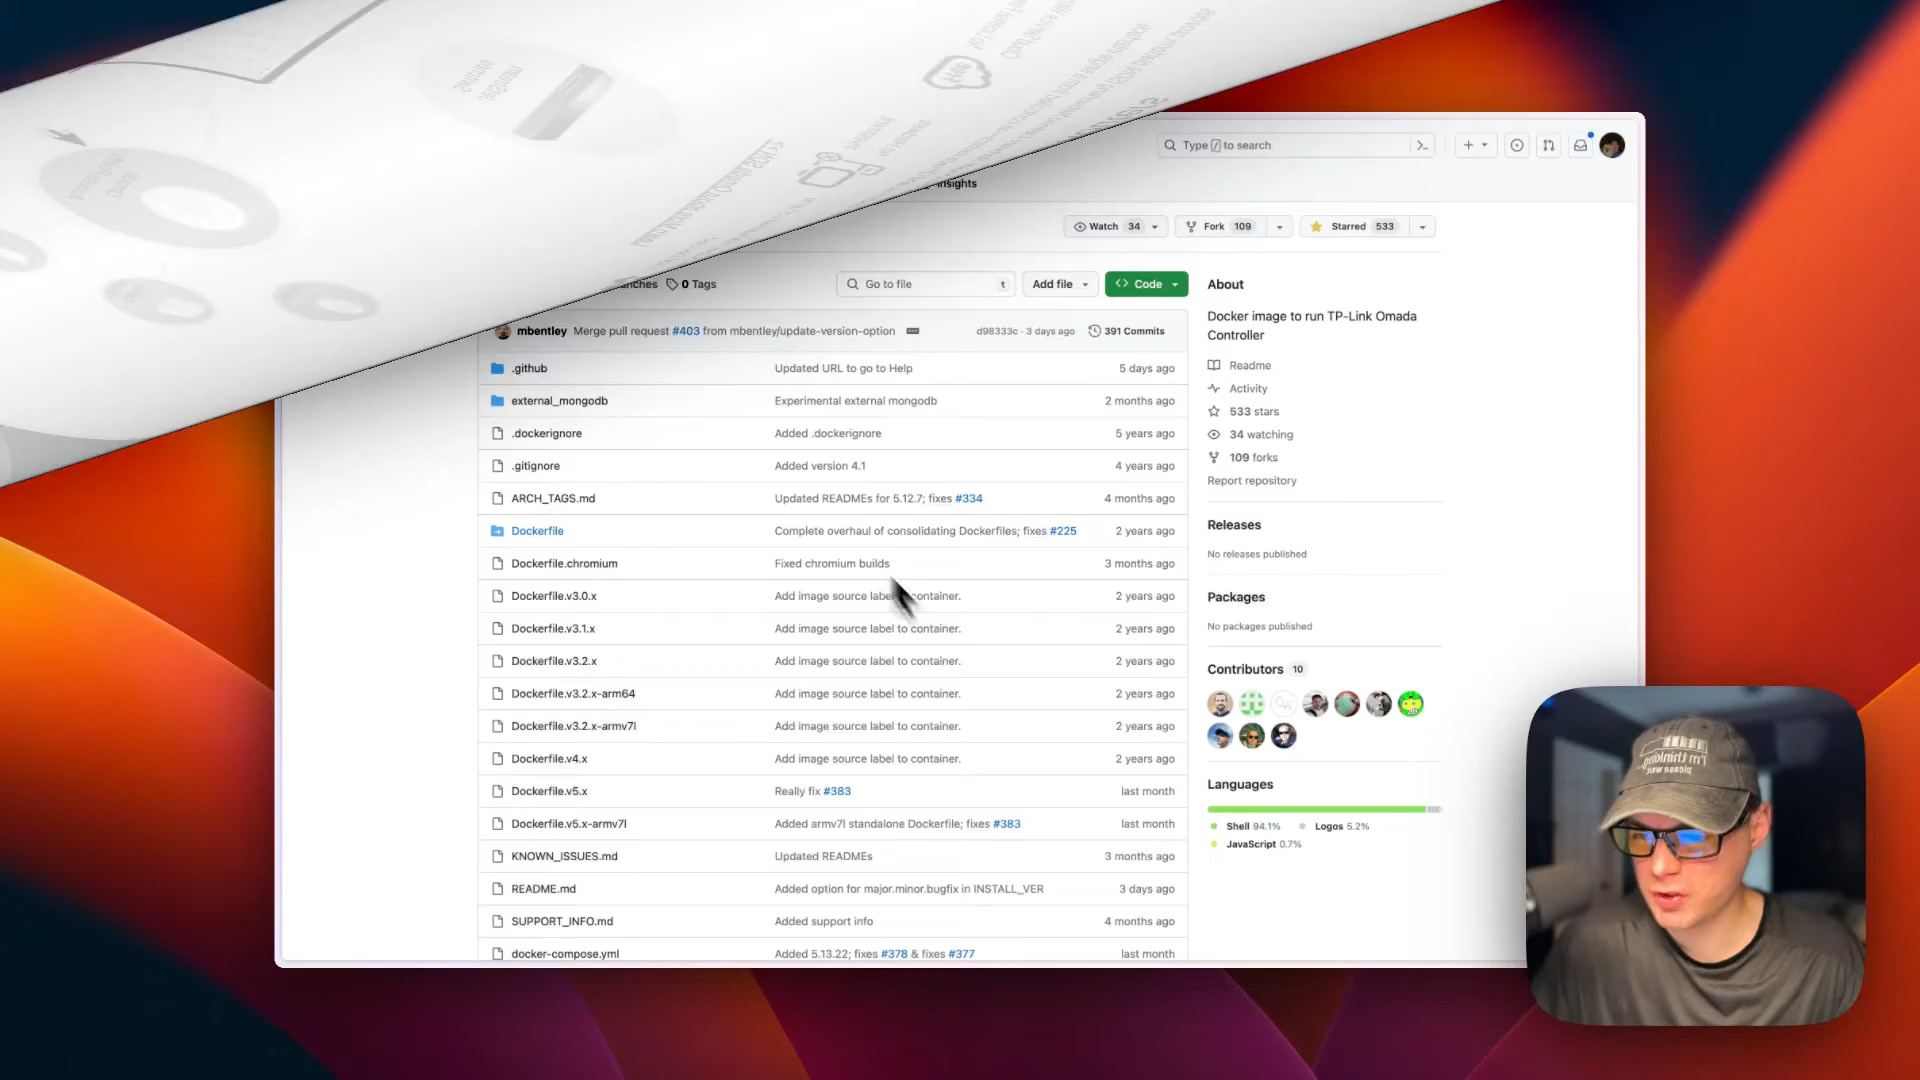 Type / to search
Insights
Watch 34
Fork 109
Starred 533
0 Tags
Go to file
t
Add file
Code
About
Docker image to run TP-Link Omada
Controller
mbentley Merge pull request #403 from mbentley/update-version-option
d98333c · 3 days ago
391 Commits
.github Updated URL to go to Help 5 days ago
external_mongodb Experimental external mongodb 2 months ago
.dockerignore Added .dockerignore 5 years ago
.gitignore Added version 4.1 4 years ago
ARCH_TAGS.md Updated READMEs for 5.12.7; fixes #334 4 months ago
Dockerfile Complete overhaul of consolidating Dockerfiles; fixes #225 2 years ago
Dockerfile.chromium Fixed chromium builds 3 months ago
Dockerfile.v3.0.x Add image source label to container. 2 years ago
Dockerfile.v3.1.x Add image source label to container. 2 years ago
Dockerfile.v3.2.x Add image source label to container. 2 years ago
Dockerfile.v3.2.x-arm64 Add image source label to container. 2 years ago
Dockerfile.v3.2.x-armv7l Add image source label to container. 2 years ago
Dockerfile.v4.x Add image source label to container. 2 years ago
Dockerfile.v5.x Really fix #383 last month
Dockerfile.v5.x-armv7l Added armv7l standalone Dockerfile; fixes #383 last month
KNOWN_ISSUES.md Updated READMEs 3 months ago
README.md Added option for major.minor.bugfix in INSTALL_VER 3 days ago
SUPPORT_INFO.md Added support info 4 months ago
docker-compose.yml Added 5.13.22; fixes #378 & fixes #377 last month
Readme
Activity
533 stars
34 watching
109 forks
Report repository
Releases
No releases published
Packages
No packages published
Contributors 10
Languages
Shell 94.1%
Logos 5.2%
JavaScript 0.7%
I'm thinking
please wait